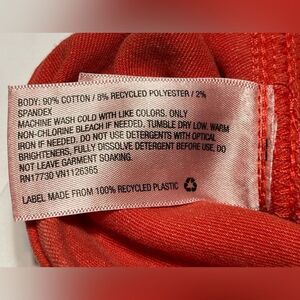 BODY: 90% COTTON / 8% RECYCLED POLYESTER / 2%
SPANDEX
MACHINE WASH COLD WITH LIKE COLORS. ONLY
NON-CHLORINE BLEACH IF NEEDED. TUMBLE DRY LOW. WARM
IRON IF NEEDED. DO NOT USE DETERGENTS WITH OPTICAL
BRIGHTENERS. FULLY DISSOLVE DETERGENT BEFORE USE. DO
NOT LEAVE GARMENT SOAKING.
RN17730 VN1126365
LABEL MADE FROM 100% RECYCLED PLASTIC